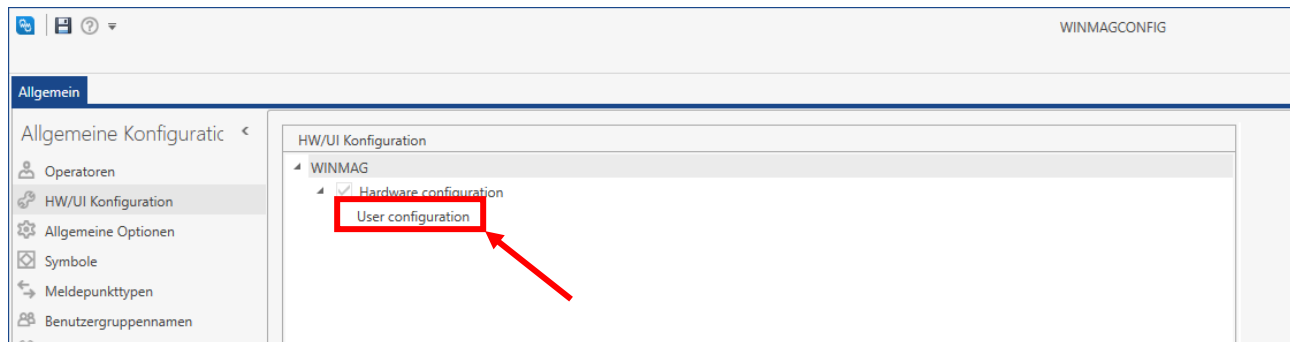 WINMAGCONFIG
Allgemein
Allgemeine Konfiguratic
Operatoren
HW/UI Konfiguration
Allgemeine Optionen
Symbole
Meldepunkttypen
Benutzergruppennamen
HW/UI Konfiguration
WINMAG
Hardware configuration
User configuration